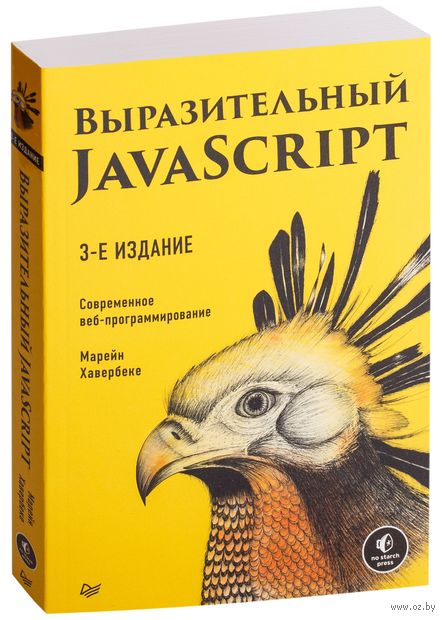 Выразительный
JavaScript
3-Е ИЗДАНИЕ
Современное
веб-программирование
Марейн
Хавербеке
no starch
press
3-Е ИЗДАНИЕ
Выразительный JavaScript
Марейн
Хавербеке
www.oz.by